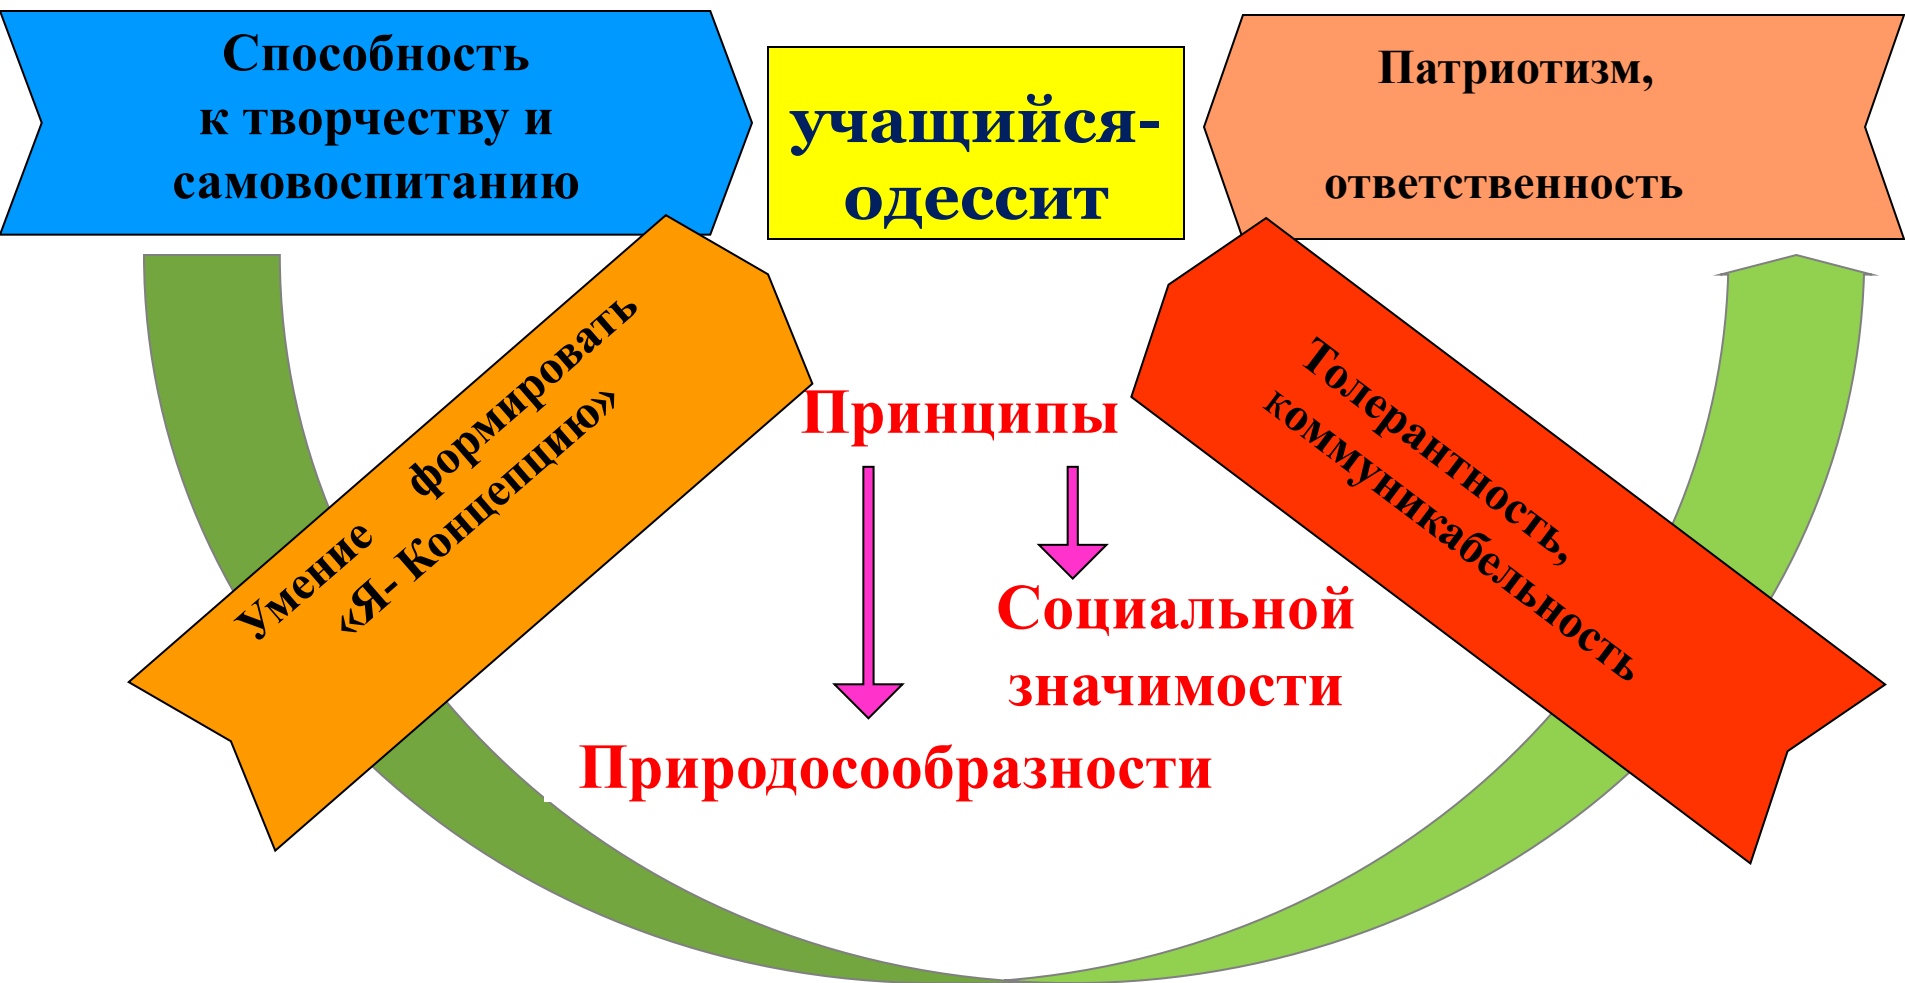 Способность
к творчеству и
самовоспитанию
учащийся-
одессит
Патриотизм,
ответственность
Умение формировать
«Я- Концепцию»
Толерантность,
коммуникабельность
Принципы
Социальной
значимости
Природосообразности